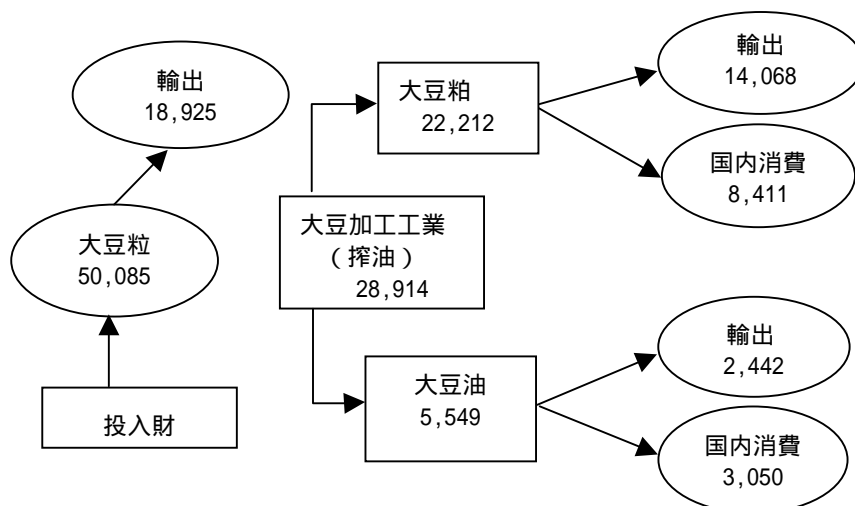 輸出
18,925
大豆粒
50,085
投入財
大豆加工工業
（搾油）
28,914
大豆粕
22,212
輸出
14,068
国内消費
8,411
大豆油
5,549
輸出
2,442
国内消費
3,050